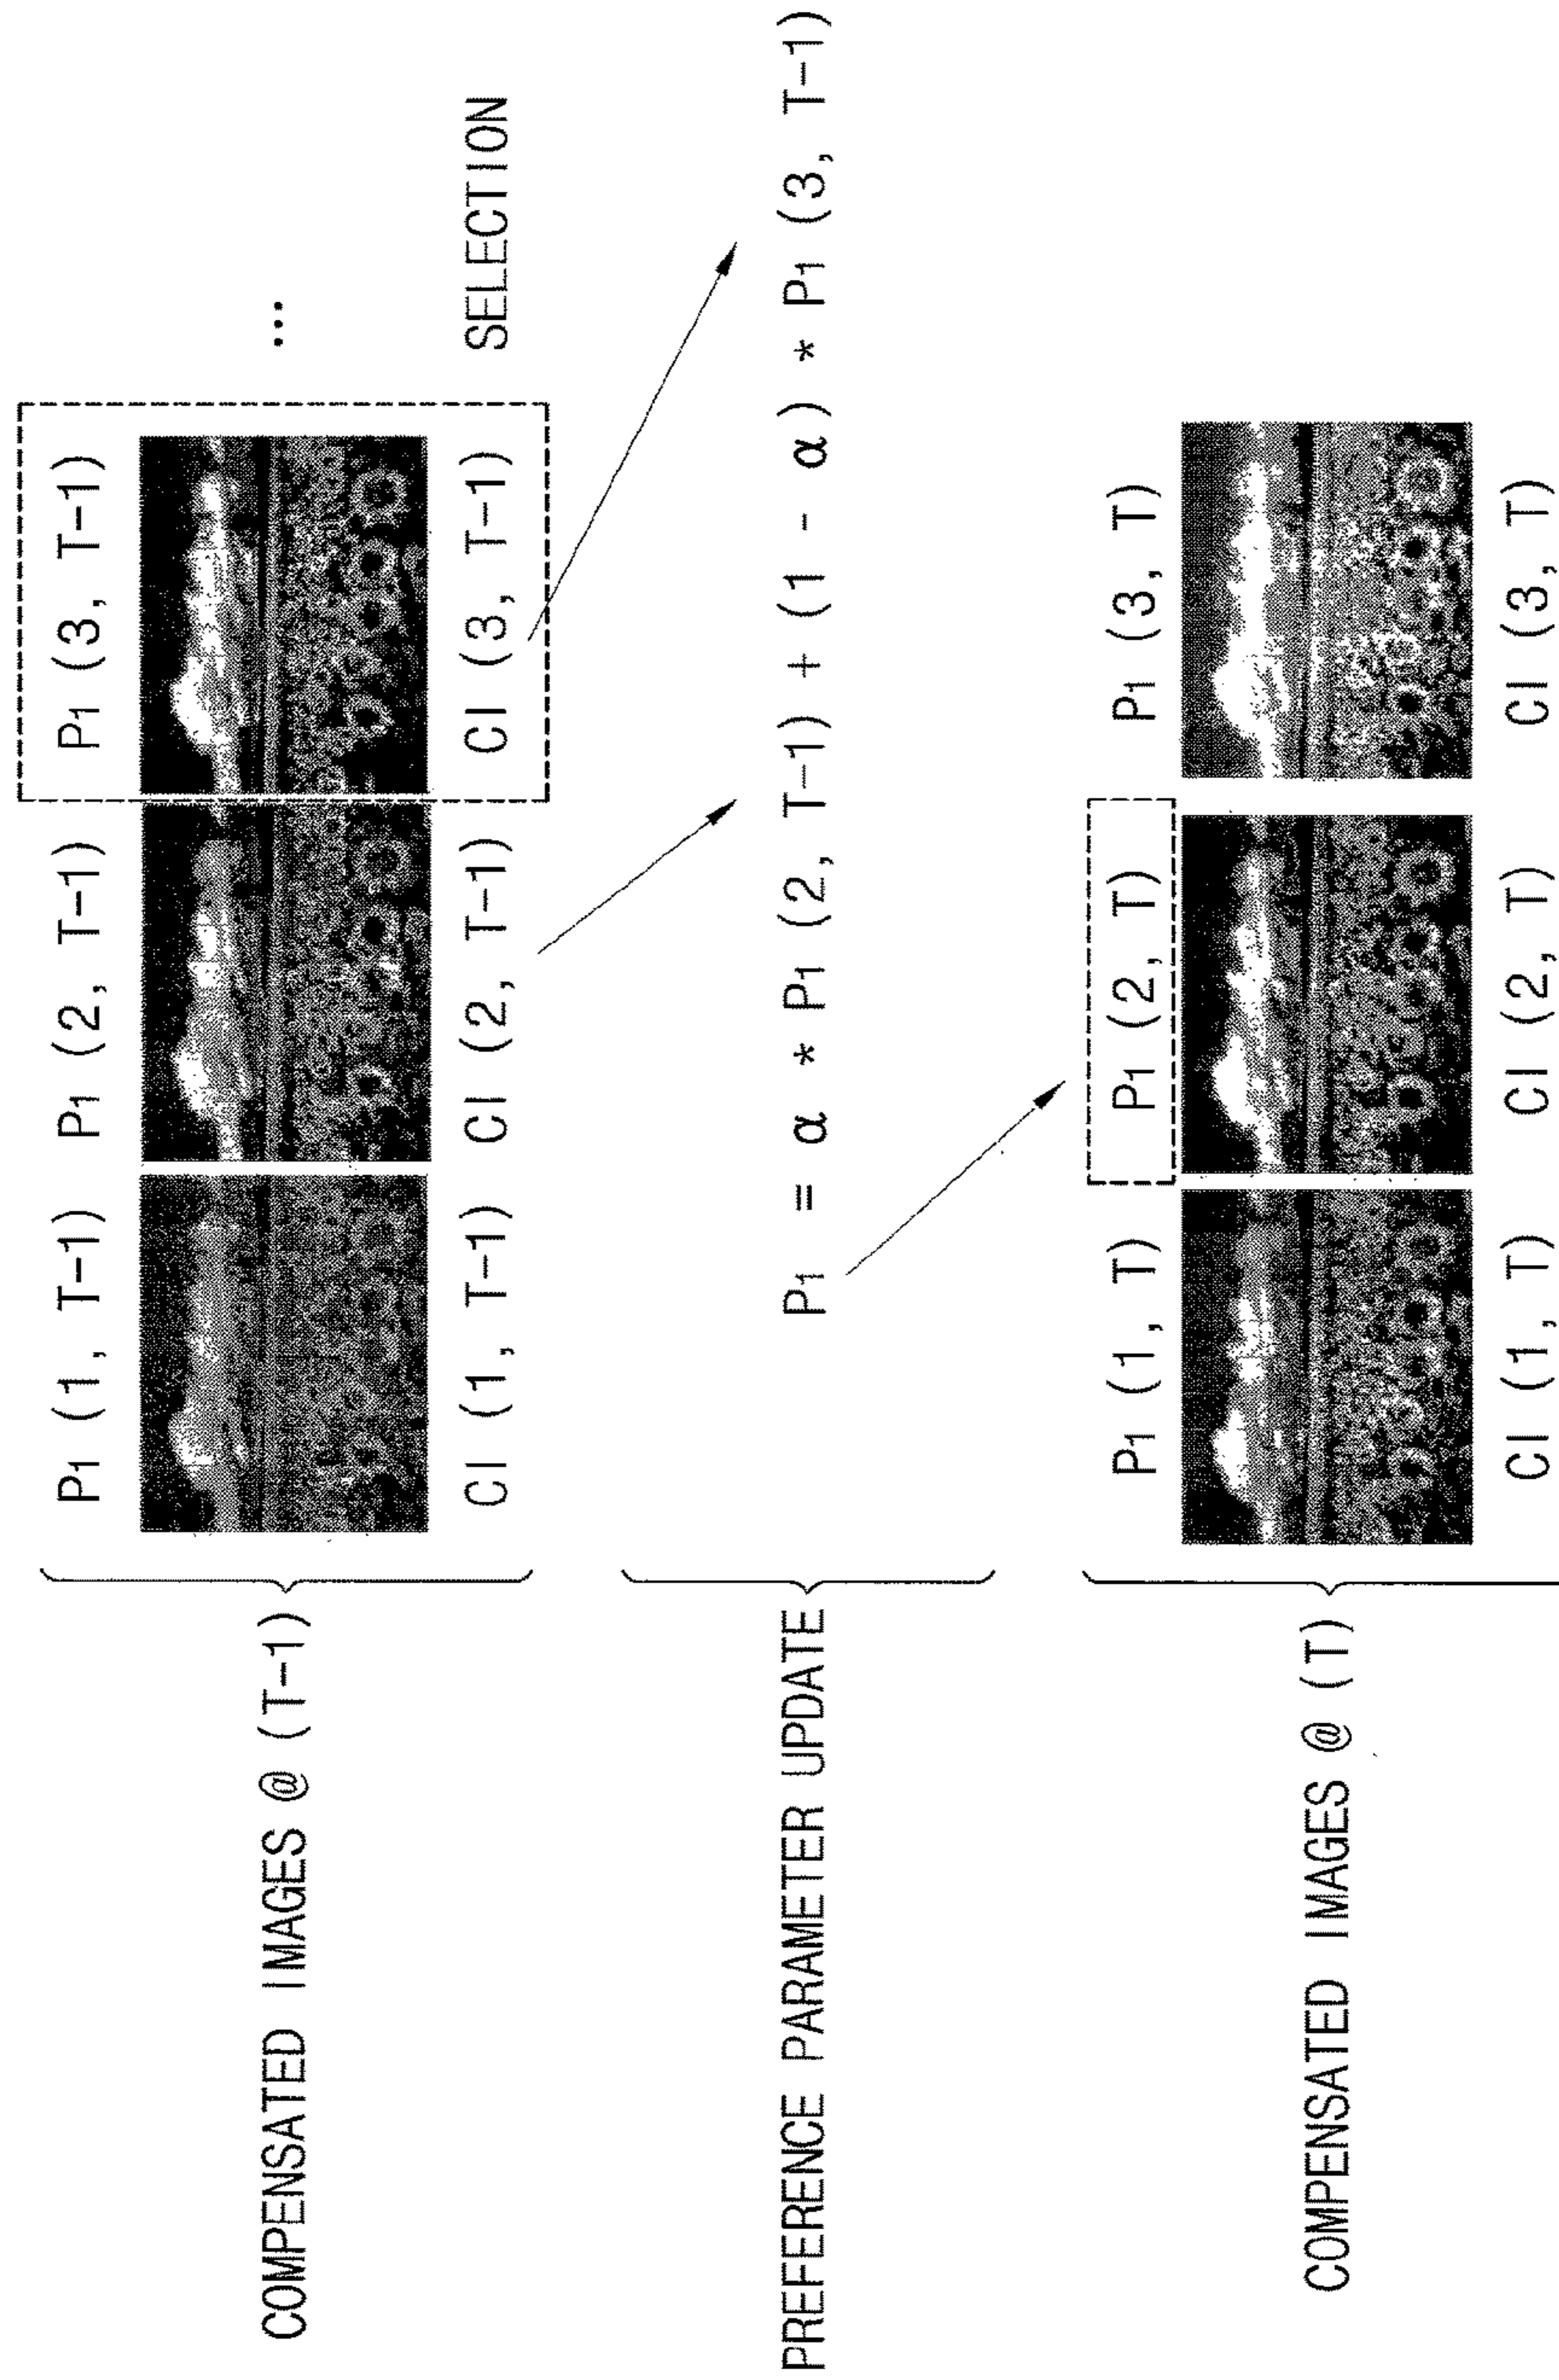 COMPENSATED IMAGES @ (T-1)
P1 (1, T-1) P1 (2, T-1) P1 (3, T-1)
...
CI (1, T-1) CI (2, T-1) CI (3, T-1) SELECTION
PREFERENCE PARAMETER UPDATE
P1 = α * P1 (2, T-1) + (1 - α) * P1 (3, T-1)
COMPENSATED IMAGES @ (T)
P1 (1, T) P1 (2, T) P1 (3, T)
CI (1, T) CI (2, T) CI (3, T)